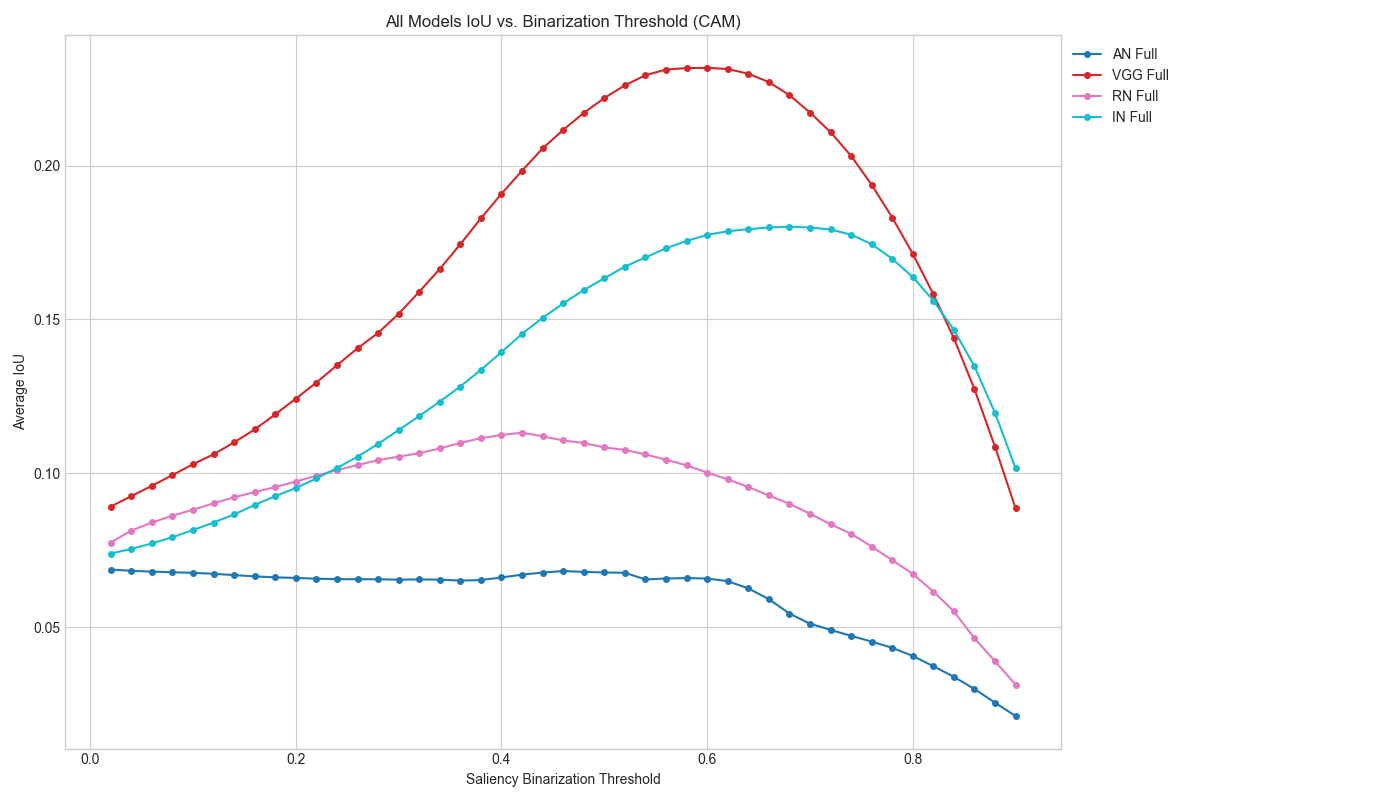 All Models IoU vs. Binarization Threshold (CAM)
AN Full
VGG Full
RN Full
IN Full
0.20
0.15
0.10
0.05
Average IoU
0.0 0.2 0.4 0.6 0.8
Saliency Binarization Threshold